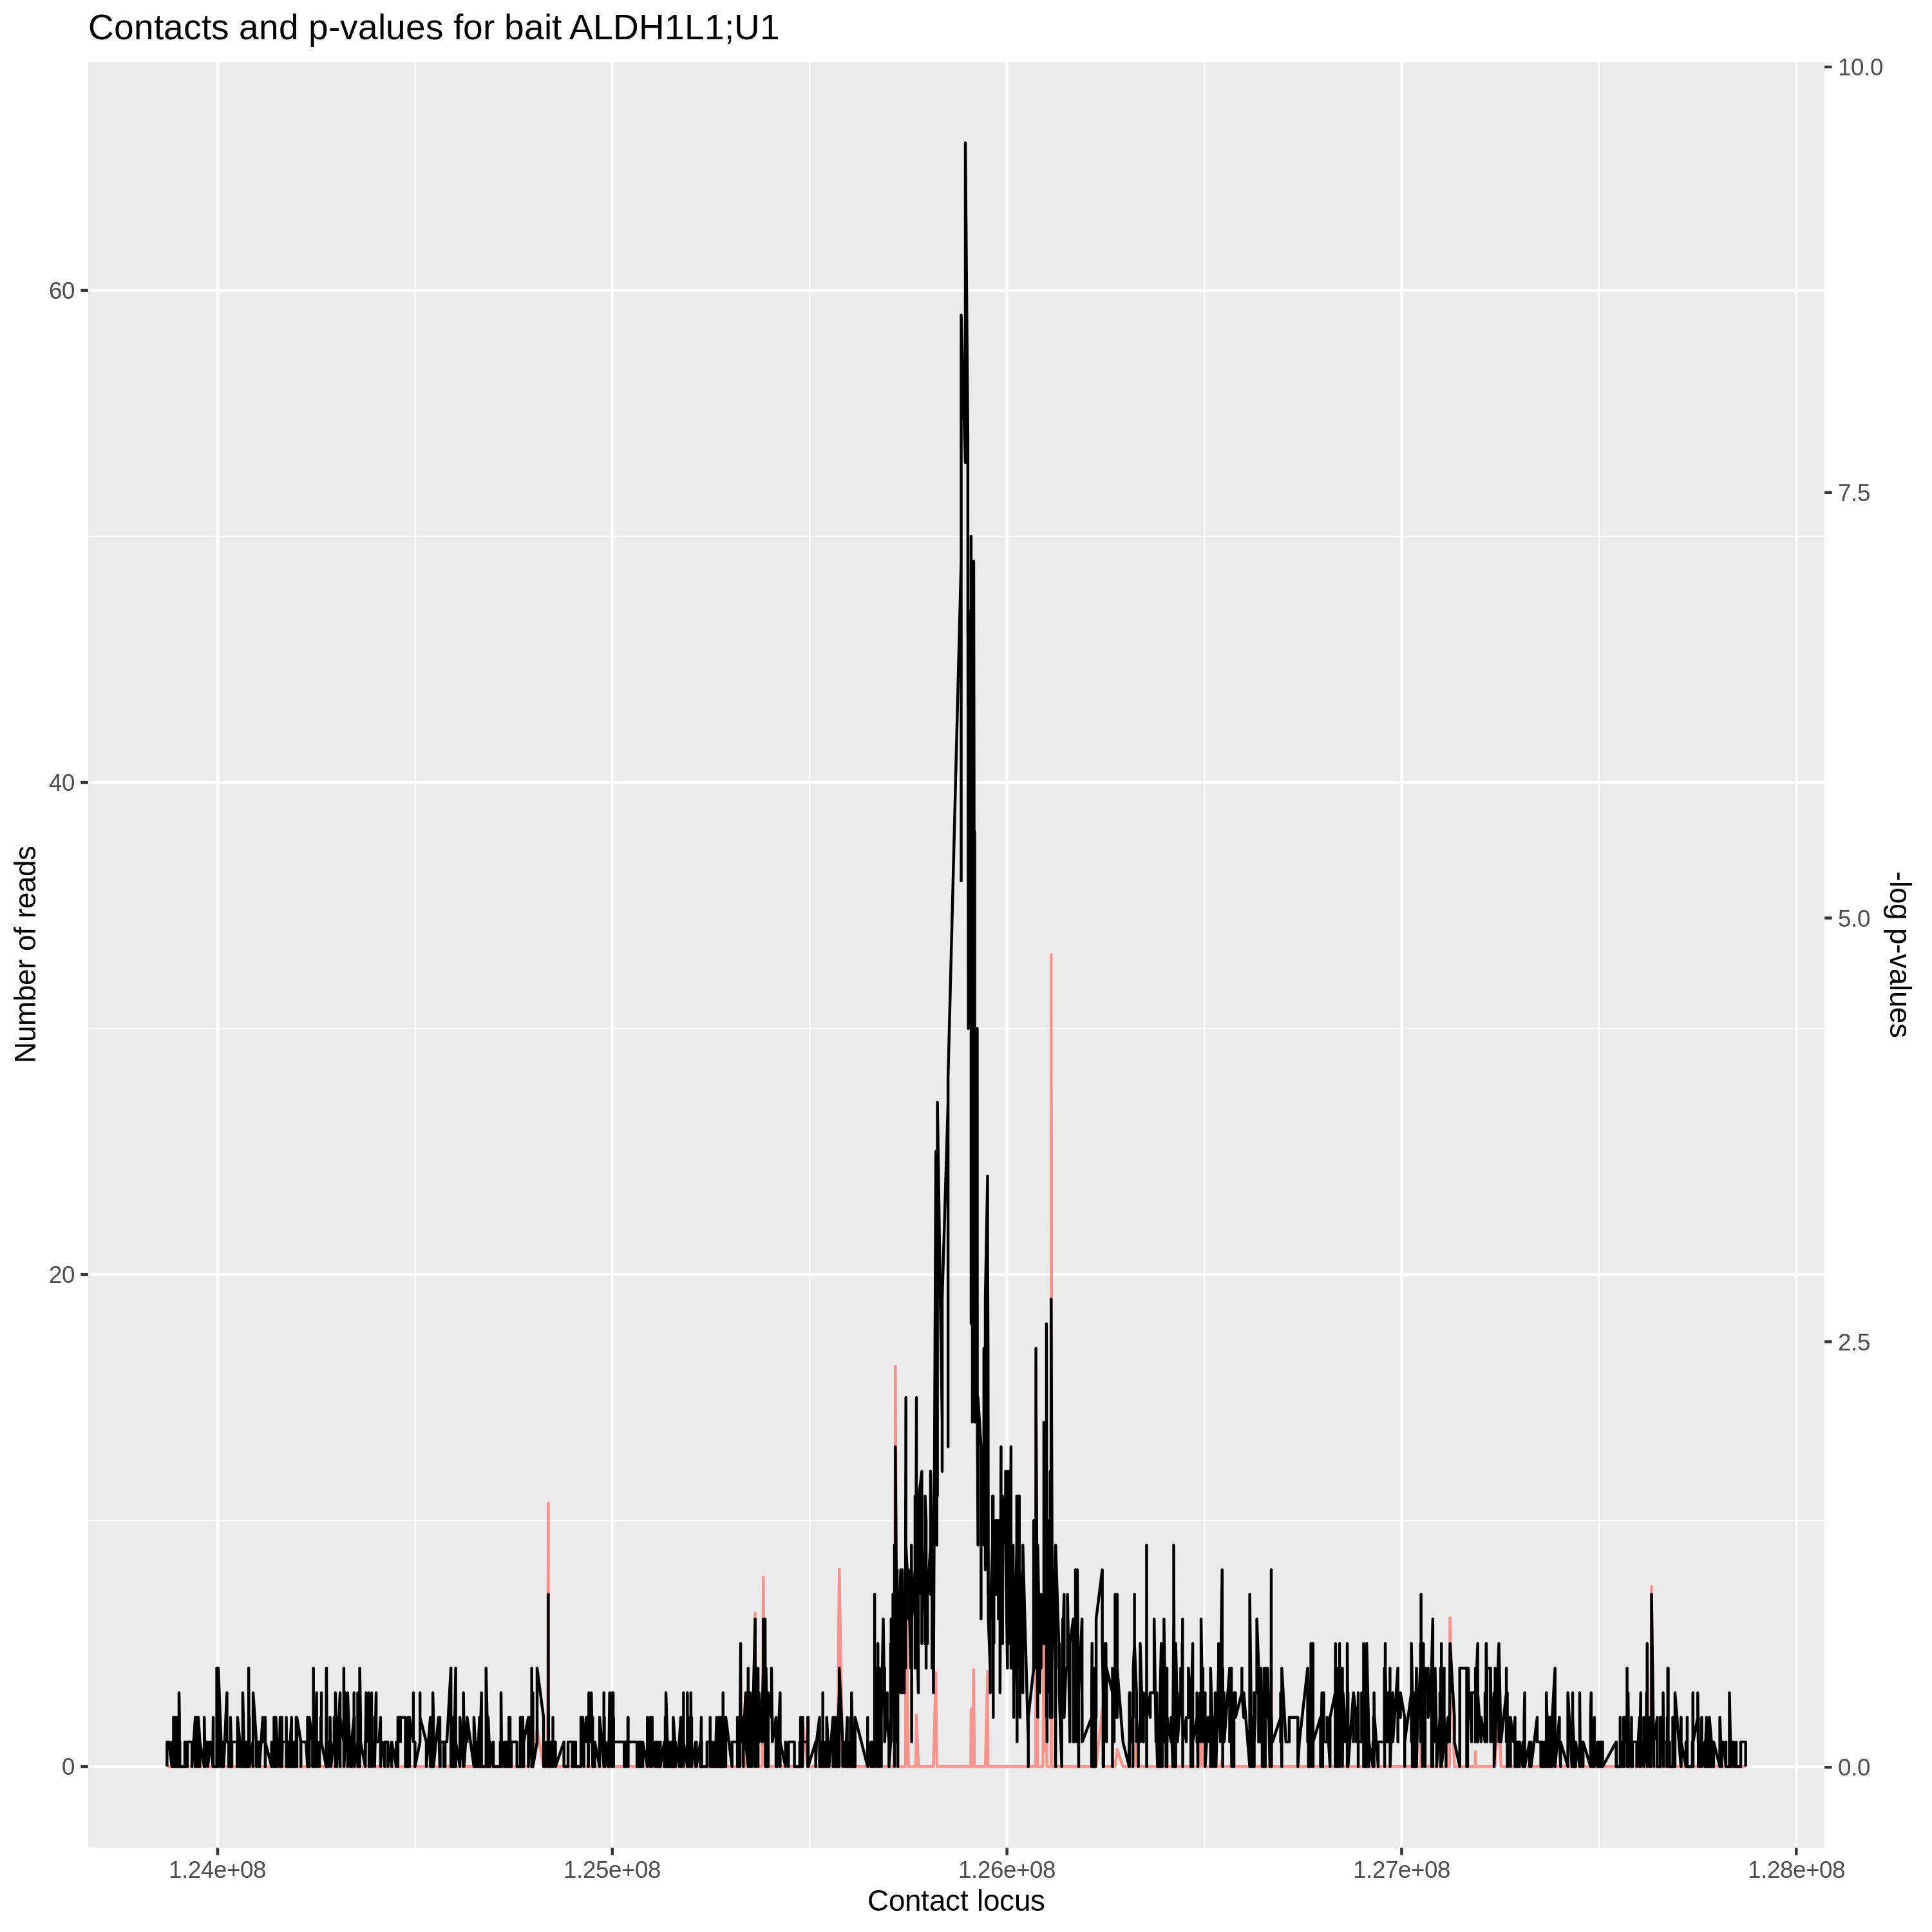 Contacts and p-values for bait ALDH1L1;U1
10.0
7.5
5.0
2.5
0.0
-log p-values
60
40
20
0
Number of reads
1.24e+08
1.25e+08
1.26e+08
1.27e+08
1.28e+08
Contact locus